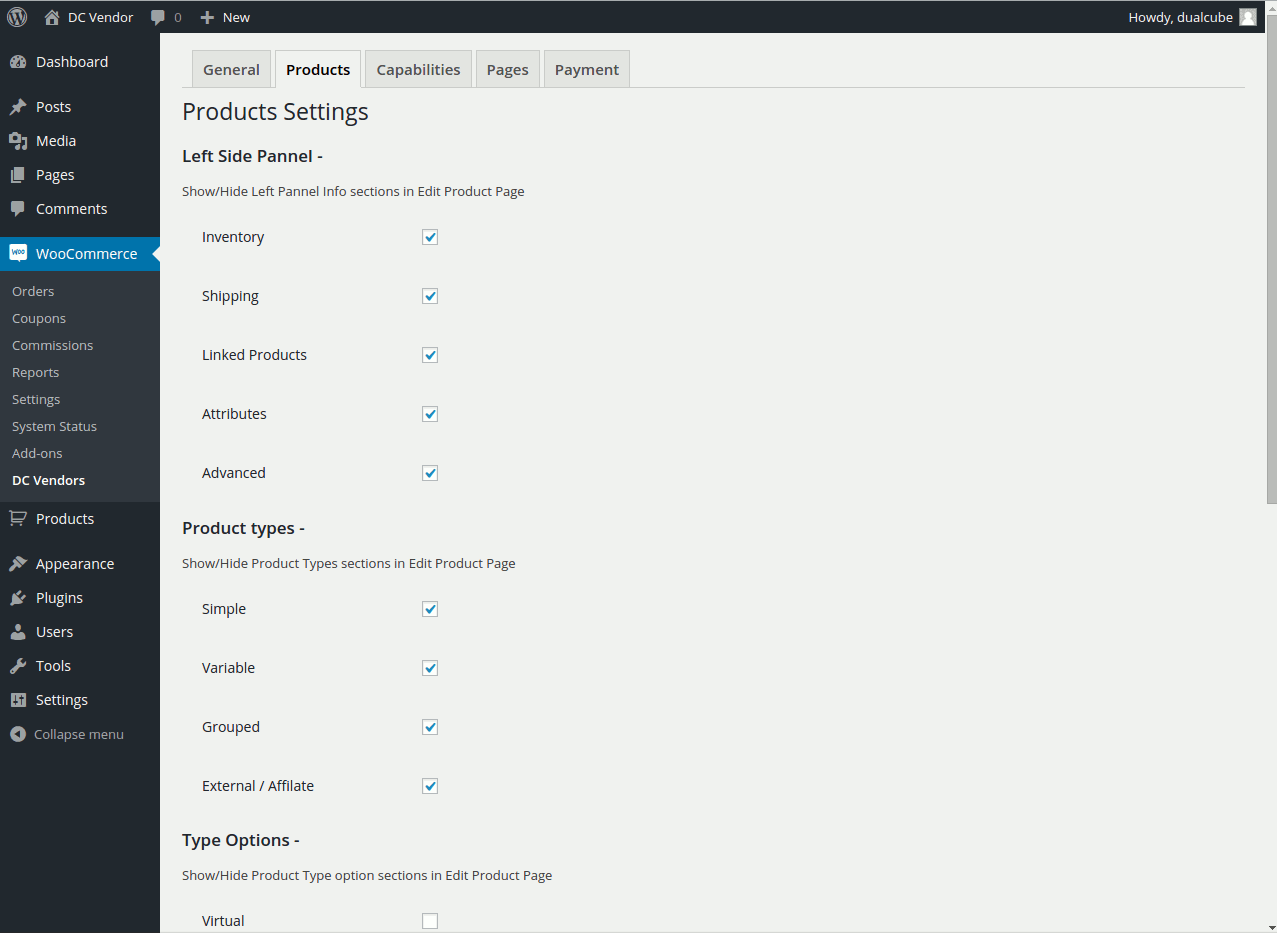 DC Vendor 0 New Howdy, dualcube
Dashboard
Posts
Media
Pages
Comments
Woo WooCommerce
Orders
Coupons
Commissions
Reports
Settings
System Status
Add-ons
DC Vendors
Products
Appearance
Plugins
Users
Tools
Settings
Collapse menu
General Products Capabilities Pages Payment
Products Settings
Left Side Pannel -
Show/Hide Left Pannel Info sections in Edit Product Page
Inventory
Shipping
Linked Products
Attributes
Advanced
Product types -
Show/Hide Product Types sections in Edit Product Page
Simple
Variable
Grouped
External / Affilate
Type Options -
Show/Hide Product Type option sections in Edit Product Page
Virtual